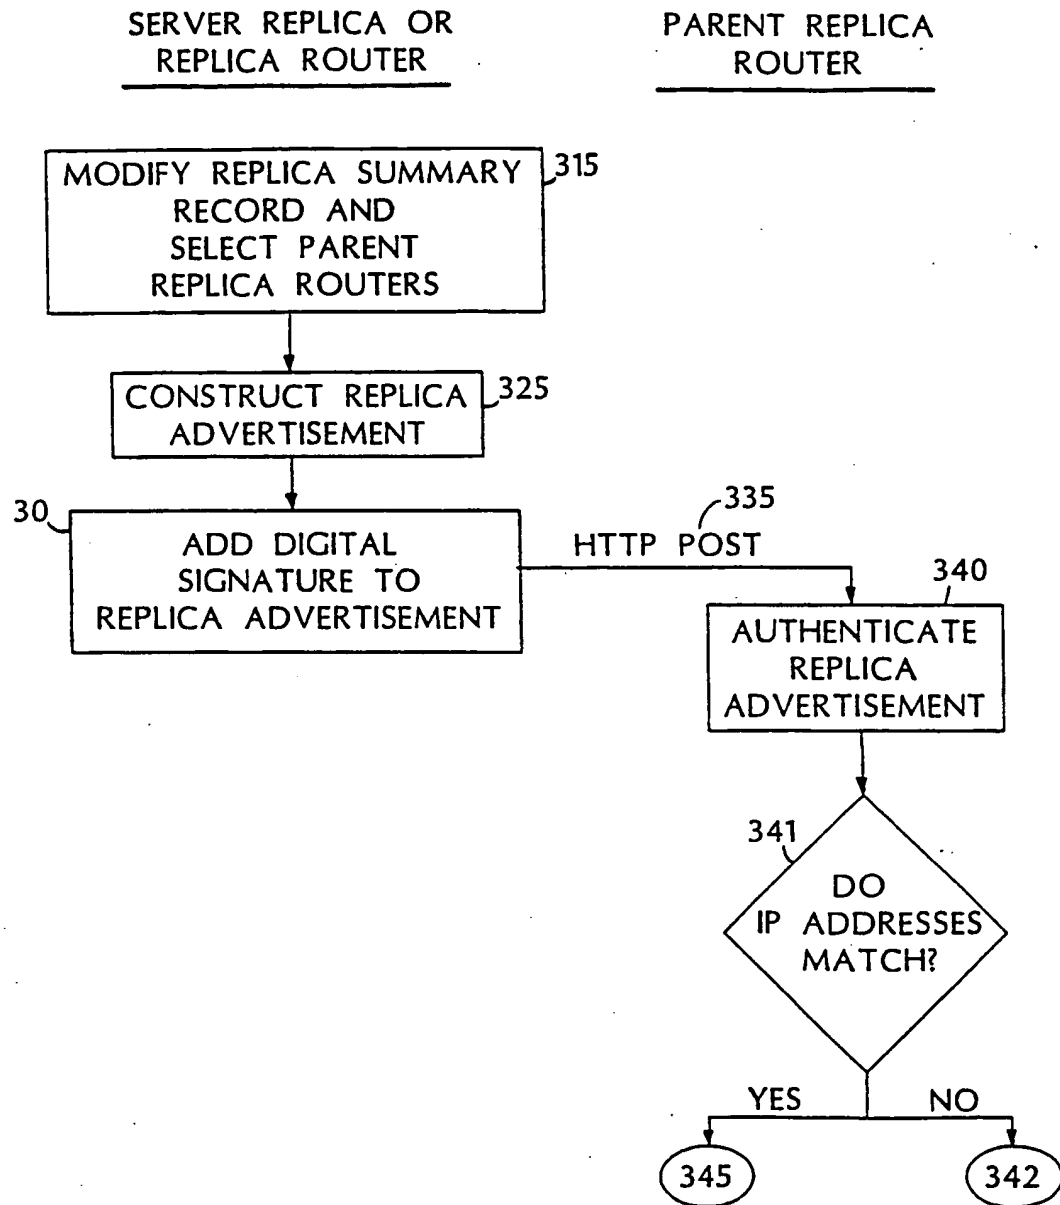 SERVER REPLICA OR
REPLICA ROUTER
PARENT REPLICA
ROUTER
MODIFY REPLICA SUMMARY
RECORD AND
SELECT PARENT
REPLICA ROUTERS
315
CONSTRUCT REPLICA
ADVERTISEMENT
325
30
ADD DIGITAL
SIGNATURE TO
REPLICA ADVERTISEMENT
335
HTTP POST
340
AUTHENTICATE
REPLICA
ADVERTISEMENT
341
DO
IP ADDRESSES
MATCH?
YES
NO
345
342